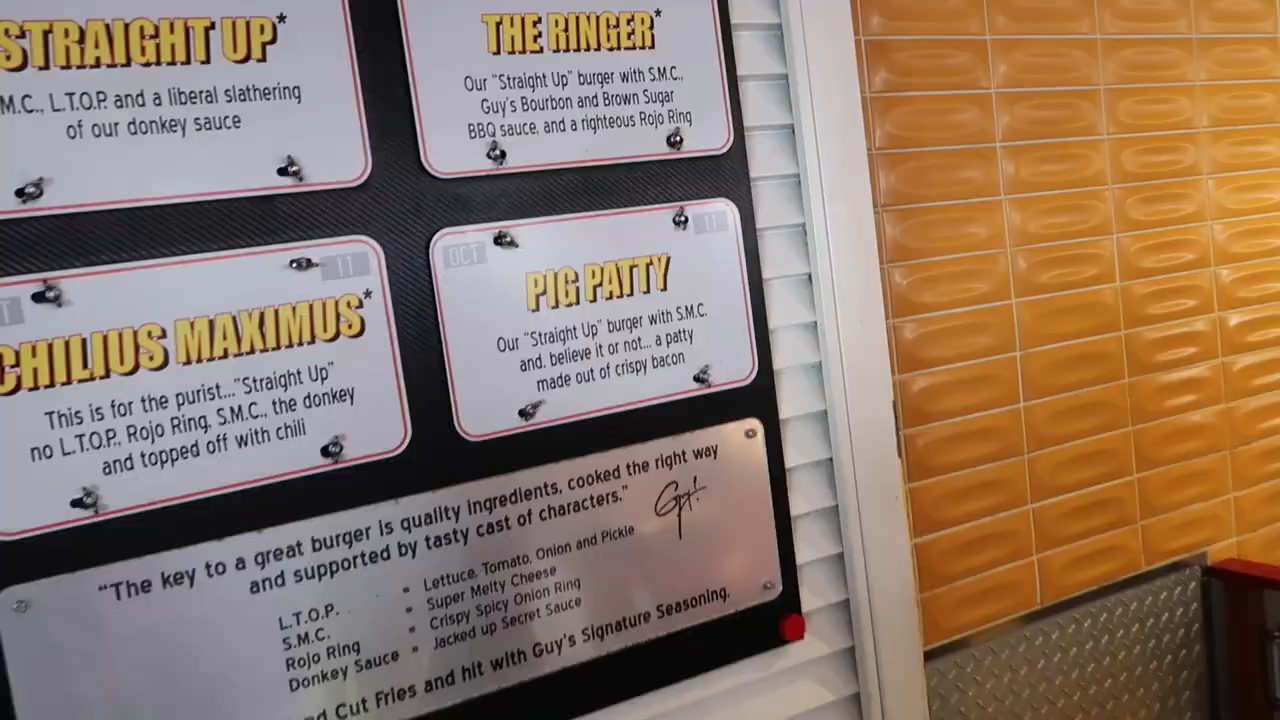 STRAIGHT UP*
M.C., L.T.O.P. and a liberal slathering
of our donkey sauce
THE RINGER*
Our "Straight Up" burger with S.M.C.,
Guy's Bourbon and Brown Sugar
BBQ sauce, and a righteous Rojo Ring
11
CHILIUS MAXIMUS*
This is for the purist..."Straight Up"
no L.T.O.P., Rojo Ring, S.M.C., the donkey
and topped off with chili
OCT 11
PIG PATTY
Our "Straight Up" burger with S.M.C.
and, believe it or not... a patty
made out of crispy bacon
"The key to a great burger is quality ingredients, cooked the right way
and supported by tasty cast of characters."
L.T.O.P. = Lettuce, Tomato, Onion and Pickle
S.M.C. = Super Melty Cheese
Rojo Ring = Crispy Spicy Onion Ring
Donkey Sauce = Jacked up Secret Sauce
Cut Fries and hit with Guy's Signature Seasoning.